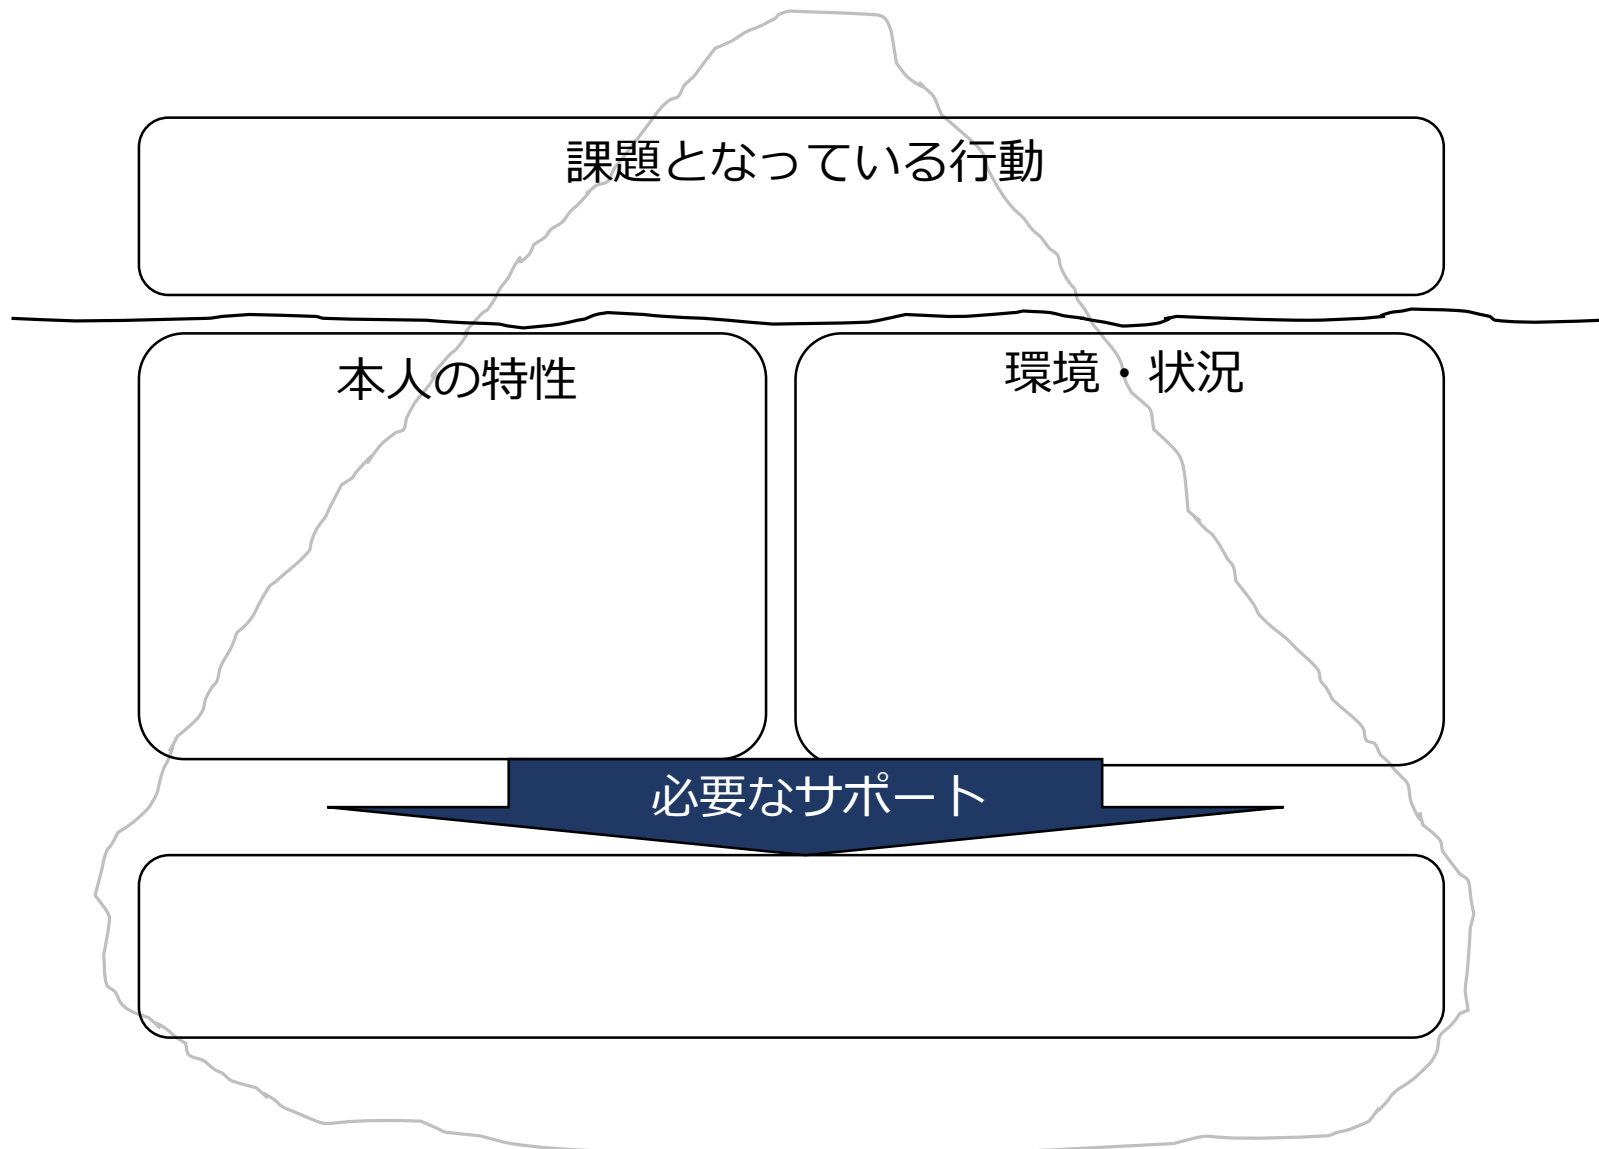 課題となっている行動
本人の特性
環境・状況
必要なサポート